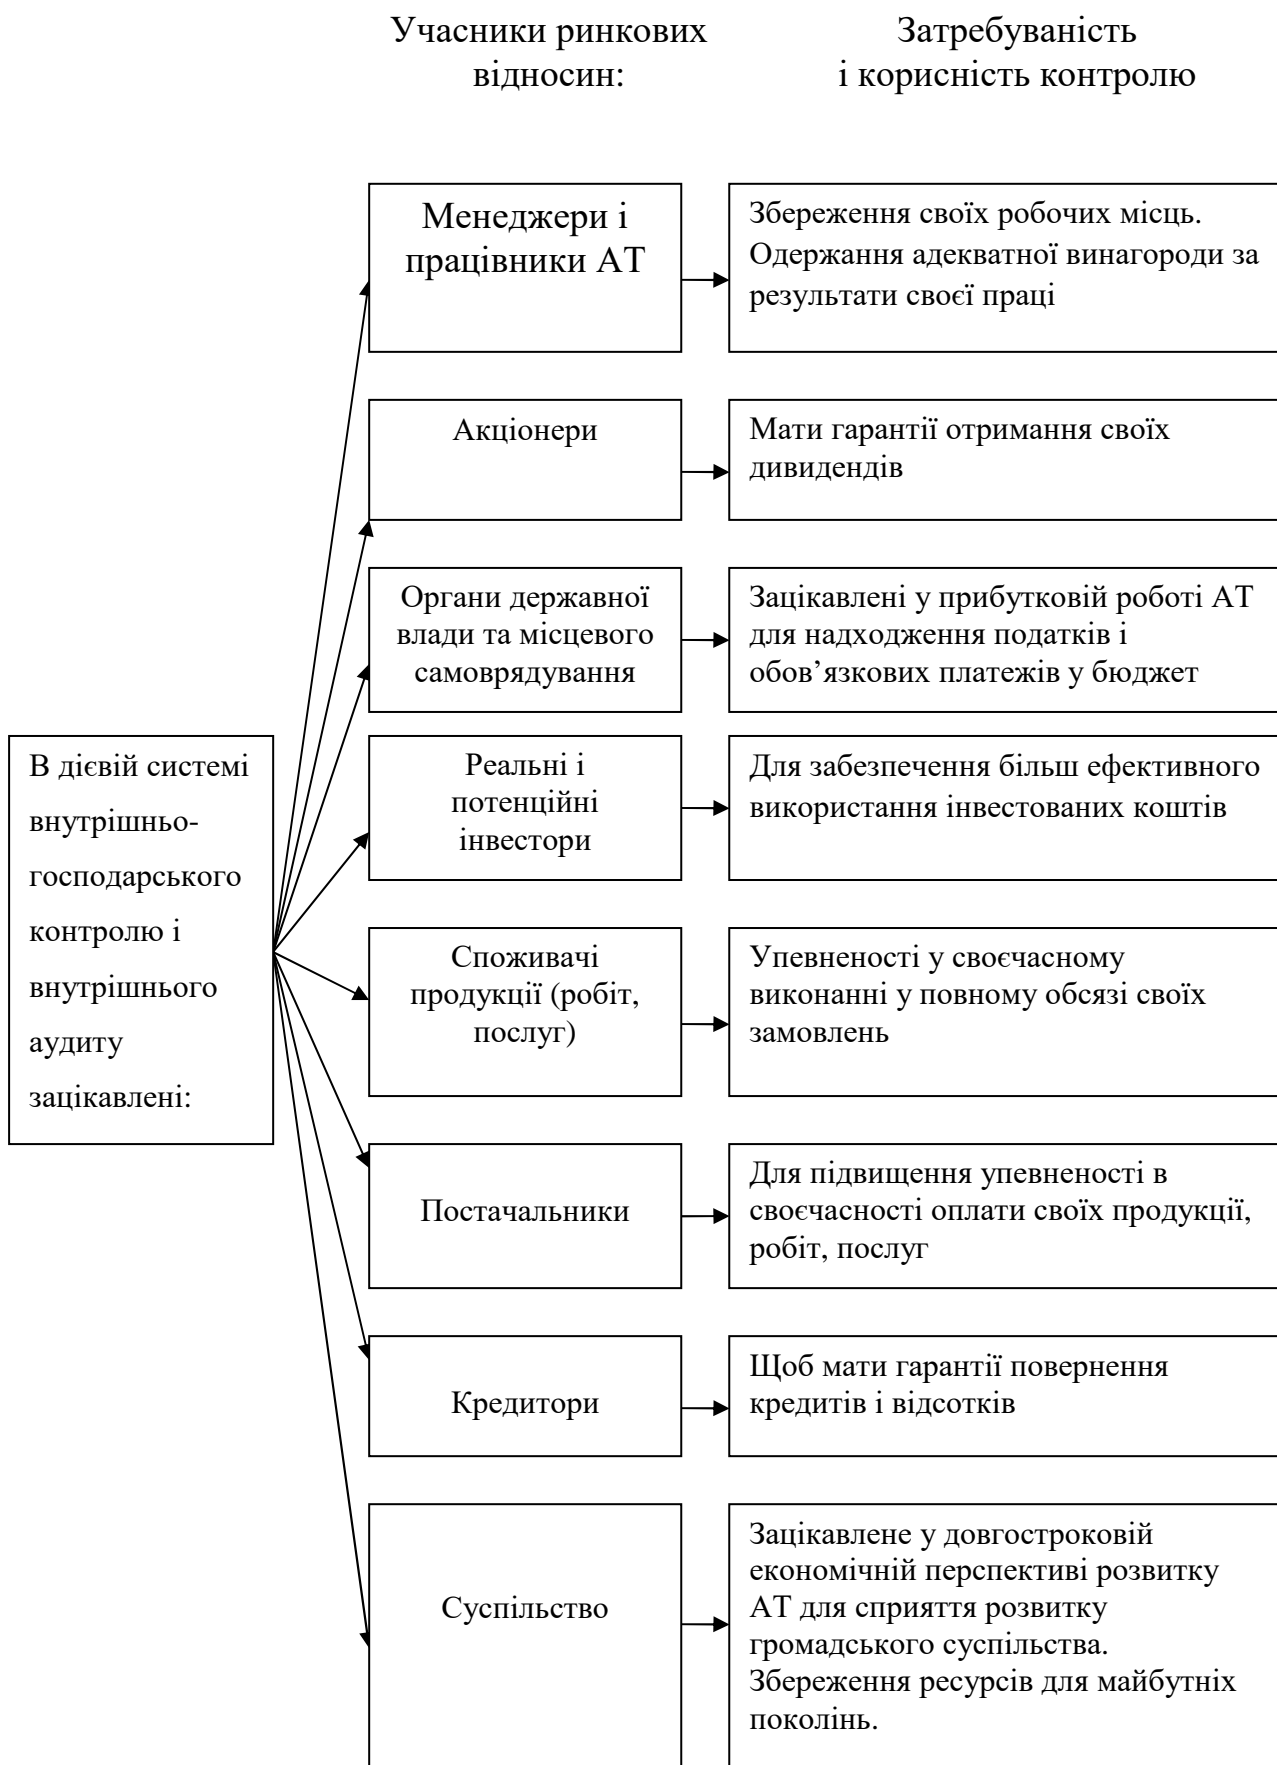 Учасники ринкових
відносин:
Затребуваність
і корисність контролю
Менеджери і
працівники АТ
Збереження своїх робочих місць.
Одержання адекватної винагороди за
результати своєї праці
Акціонери
Мати гарантії отримання своїх
дивидендів
Органи державної
влади та місцевого
самоврядування
Зацікавлені у прибутковій роботі АТ
для надходження податків і
обов’язкових платежів у бюджет
В дієвій системі
внутрішньо-
господарського
контролю і
внутрішнього
аудиту
зацікавлені:
Реальні і
потенційні
інвестори
Для забезпечення більш ефективного
використання інвестованих коштів
Споживачі
продукції (робіт,
послуг)
Упевненості у своєчасному
виконанні у повному обсязі своїх
замовлень
Постачальники
Для підвищення упевненості в
своєчасності оплати своїх продукції,
робіт, послуг
Кредитори
Щоб мати гарантії повернення
кредитів і відсотків
Суспільство
Зацікавлене у довгостроковій
економічній перспективі розвитку
АТ для сприяття розвитку
громадського суспільства.
Збереження ресурсів для майбутніх
поколінь.